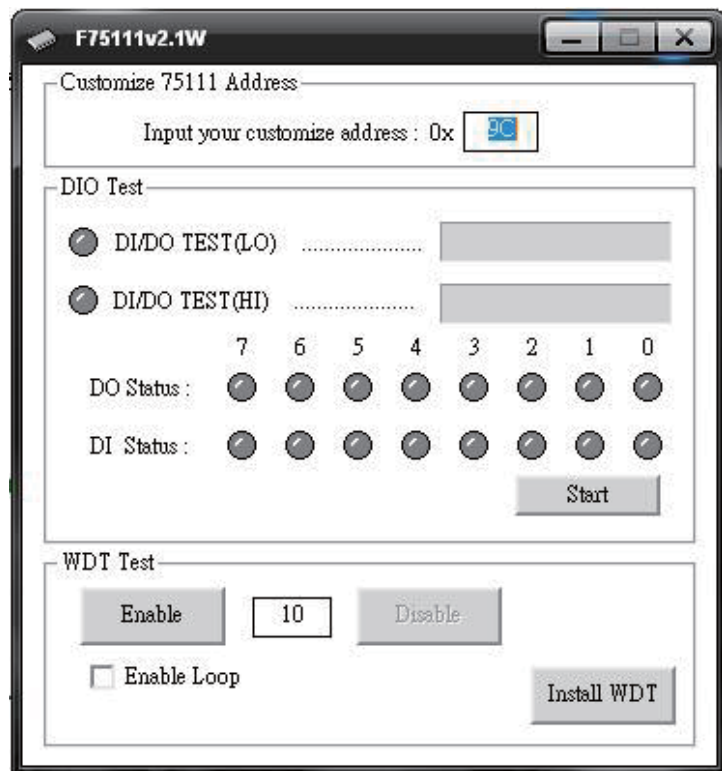 F75111v2.1W
Customize 75111 Address
Input your customize address : 0x 9C
DIO Test
DI/DO TEST(LO) ......................
DI/DO TEST(HI) ......................
7 6 5 4 3 2 1 0
DO Status :
DI Status :
Start
WDT Test
Enable 10 Disable
Enable Loop
Install WDT